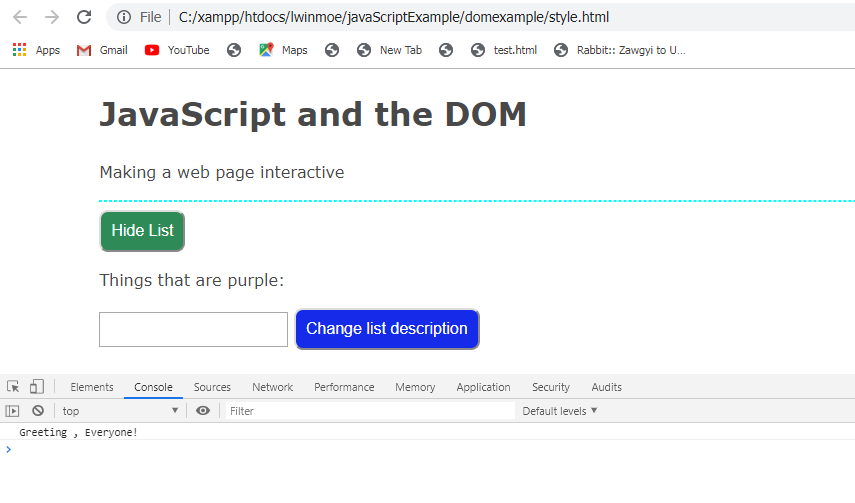 File C:/xampp/htdocs/lwinmoe/javaScriptExample/domexample/style.html
Apps Gmail YouTube Maps New Tab test.html Rabbit:: Zawgyi to U...
JavaScript and the DOM
Making a web page interactive
Hide List
Things that are purple:
Change list description
Elements Console Sources Network Performance Memory Application Security Audits
top Filter Default levels
Greeting , Everyone!